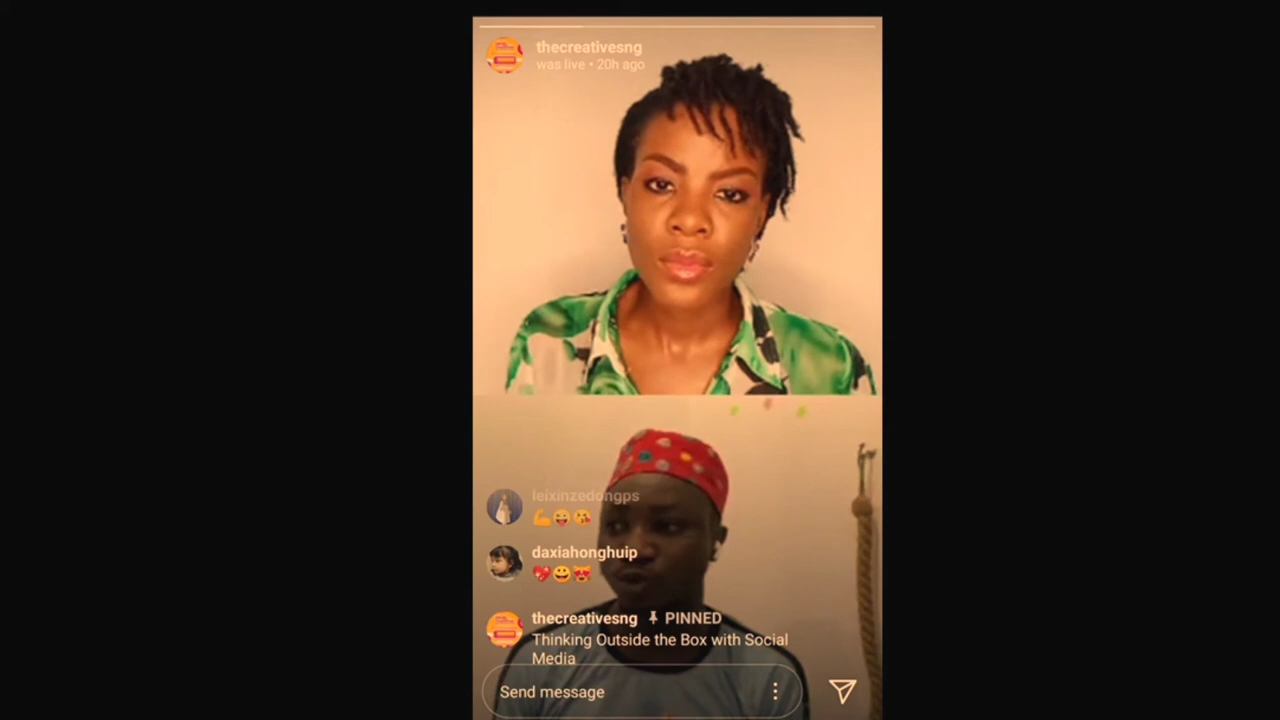 thecreativesng
was live • 20h ago
leixinzedongps
💪😜😘
daxiahonghuip
💖😀😻
thecreativesng PINNED
Thinking Outside the Box with Social
Media
Send message